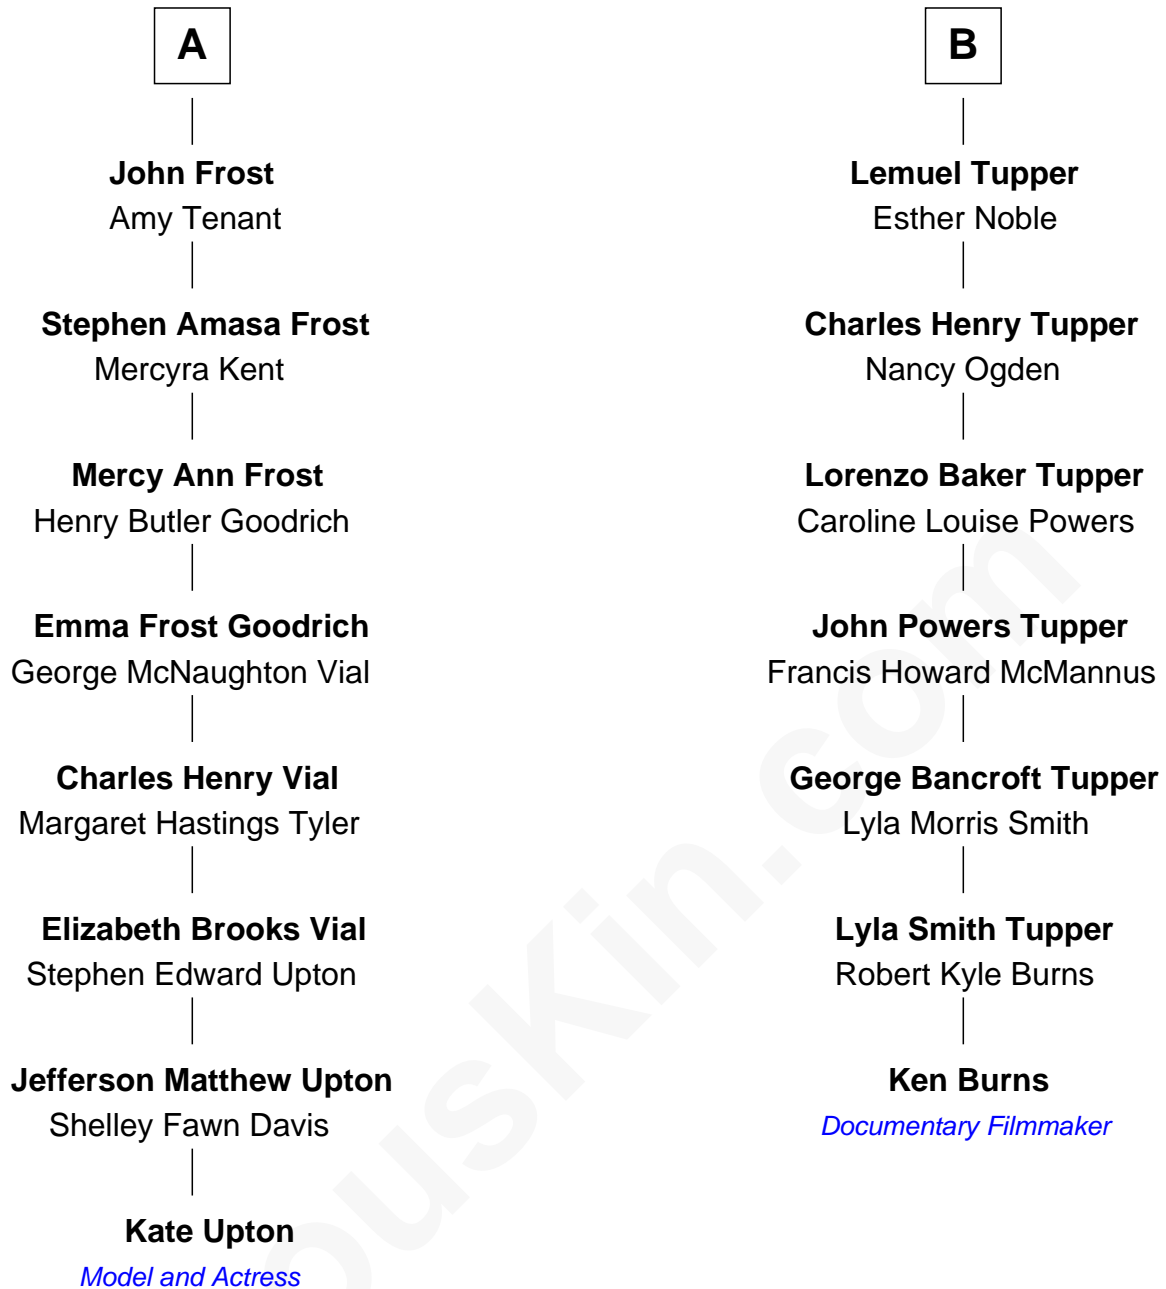 A
John Frost
Amy Tenant
Stephen Amasa Frost
Mercyra Kent
Mercy Ann Frost
Henry Butler Goodrich
Emma Frost Goodrich
George McNaughton Vial
Charles Henry Vial
Margaret Hastings Tyler
Elizabeth Brooks Vial
Stephen Edward Upton
Jefferson Matthew Upton
Shelley Fawn Davis
Kate Upton
Model and Actress
B
Lemuel Tupper
Esther Noble
Charles Henry Tupper
Nancy Ogden
Lorenzo Baker Tupper
Caroline Louise Powers
John Powers Tupper
Francis Howard McMannus
George Bancroft Tupper
Lyla Morris Smith
Lyla Smith Tupper
Robert Kyle Burns
Ken Burns
Documentary Filmmaker
ousKin.com